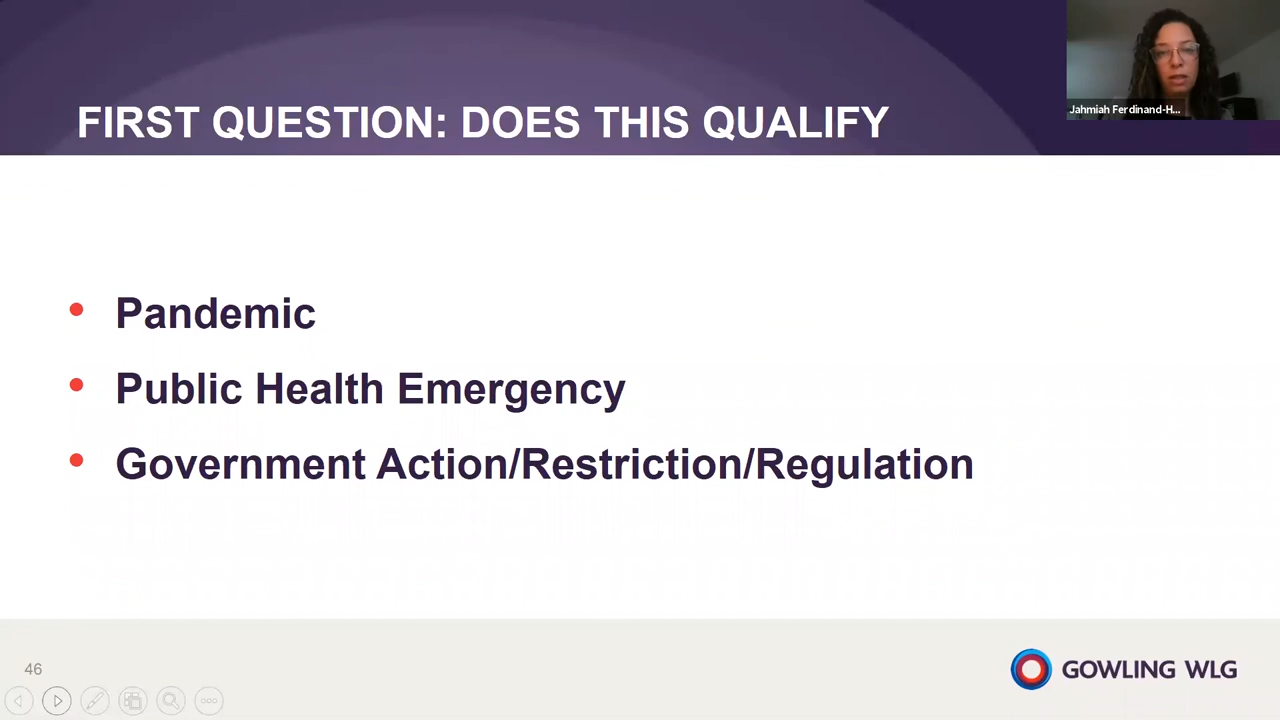 FIRST QUESTION: DOES THIS QUALIFY
Jahmiah Ferdinand-H...
• Pandemic
• Public Health Emergency
• Government Action/Restriction/Regulation
46
GOWLING WLG